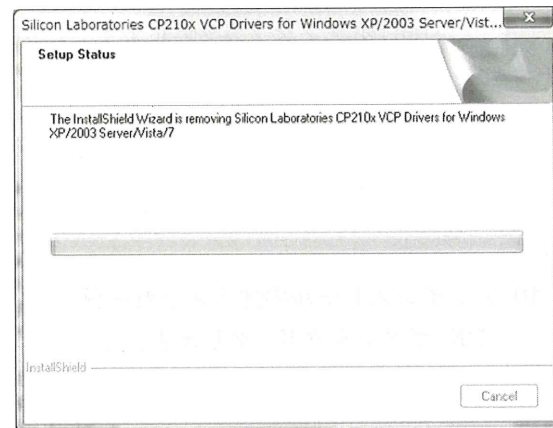 Silicon Laboratories CP210x VCP Drivers for Windows XP/2003 Server/Vist...
Setup Status
The InstallShield Wizard is removing Silicon Laboratories CP210x VCP Drivers for Windows
XP/2003 Server/Vista/7
InstallShield
Cancel